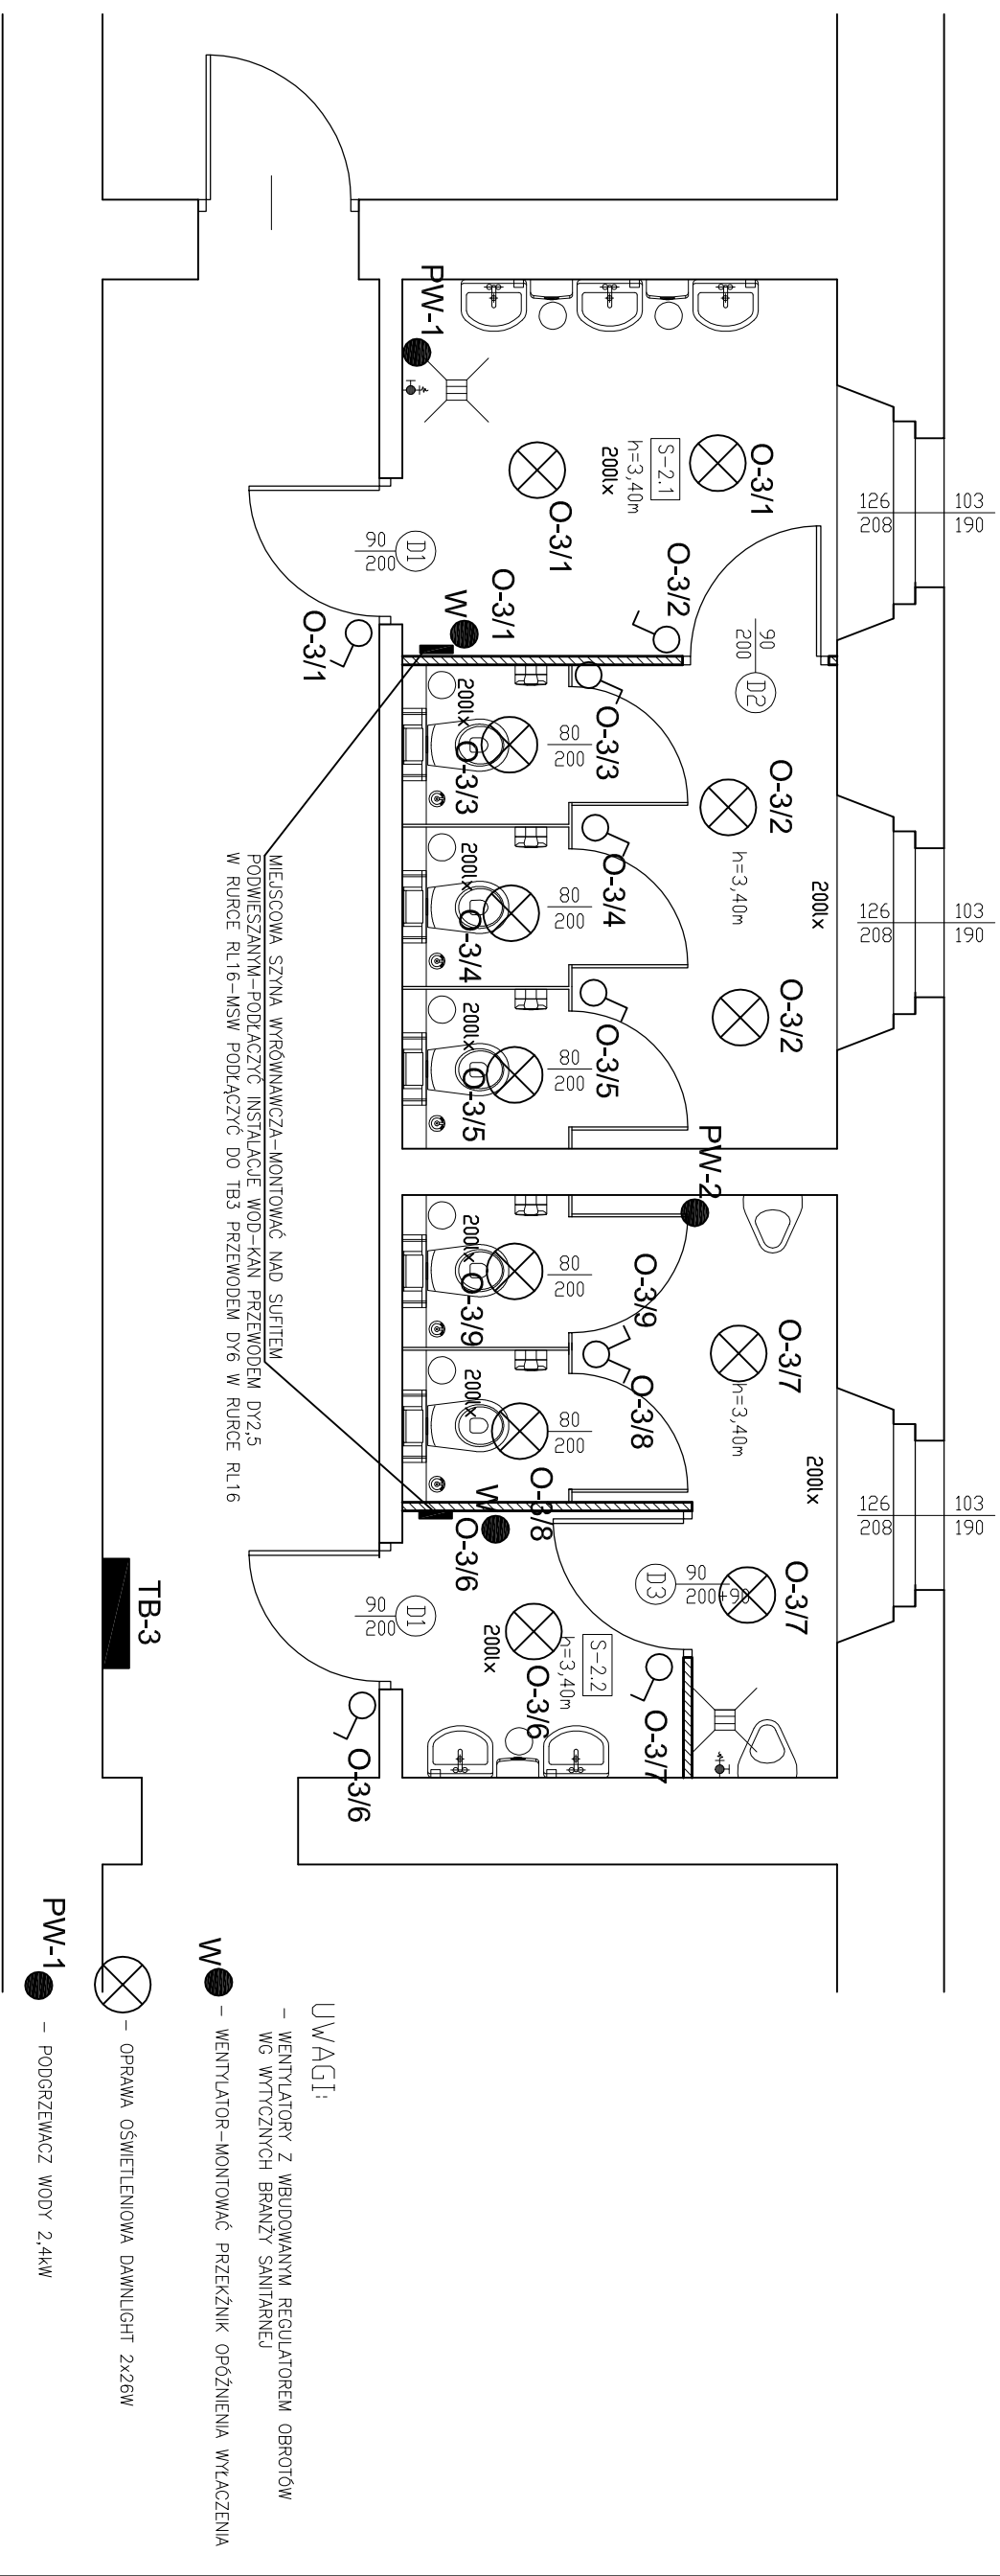 103
190
126
208
103
190
126
208
103
190
126
208
O-3/1
S-2.1
h=3,40m
200lx
O-3/1
O-3/2
90
200
D2
O-3/2
h=3,40m
200lx
O-3/2
PW-1
90
200
D1
O-3/1
W
O-3/1
200lx
O-3/3
80
200
O-3/3
200lx
O-3/4
80
200
O-3/4
200lx
O-3/5
80
200
O-3/5
PW-2
O-3/7
h=3,40m
200lx
O-3/7
200lx
O-3/9
80
200
O-3/9
200lx
O-3/8
80
200
O-3/8
W
O-3/6
D3
90
200+90
S-2.2
h=3,40m
200lx
O-3/6
O-3/7
90
200
D1
O-3/6
TB-3
MIEJSCOWA SZYNA WYRÓWNAWCZA-MONTOWAĆ NAD SUFITEM
PODWIESZANYM-PODŁACZYĆ INSTALACJE WOD-KAN PRZEWODEM DY2,5
W RURCE RL16-MSW PODŁĄCZYĆ DO TB3 PRZEWODEM DY6 W RURCE RL16
UWAGI:
- WENTYLATORY Z WBUDOWANYM REGULATOREM OBROTÓW
WG WYTYCZNYCH BRANŻY SANITARNEJ
W - WENTYLATOR-MONTOWAĆ PRZEKŹNIK OPÓŹNIENIA WYŁACZENIA
- OPRAWA OŚWIETLENIOWA DAWNLIGHT 2x26W
PW-1 - PODGRZEWACZ WODY 2,4kW